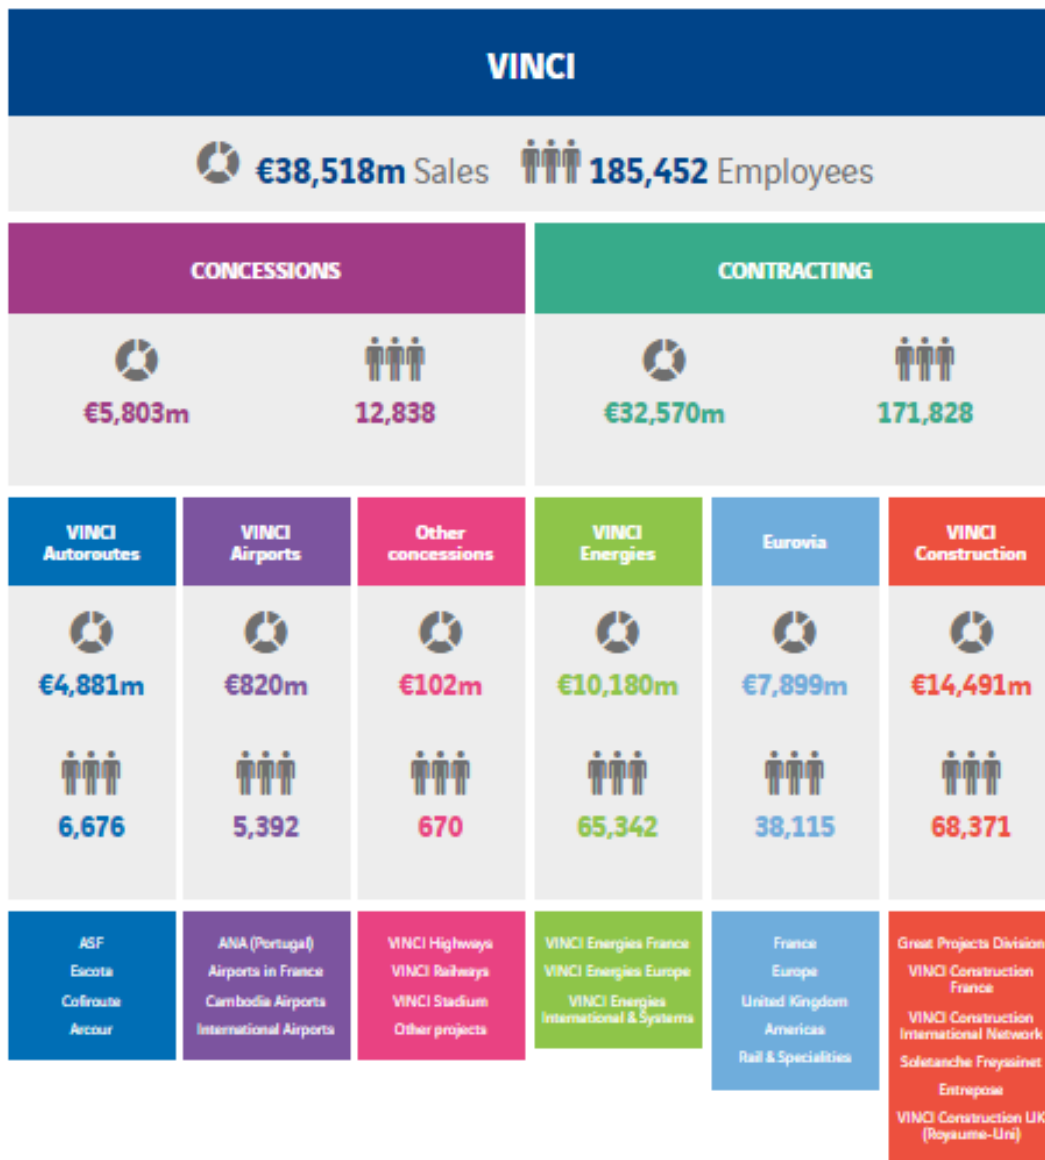 VINCI
€38,518m Sales 185,452 Employees
CONCESSIONS
CONTRACTING
€5,803m
12,838
€32,570m
171,828
VINCI
Autoroutes
VINCI
Airports
Other
concessions
VINCI
Energies
Eurovia
VINCI
Construction
€4,881m
€820m
€102m
€10,180m
€7,899m
€14,491m
6,676
5,392
670
65,342
38,115
68,371
ASF
Escota
Cofiroute
Arcour
ANA (Portugal)
Airports in France
Cambodia Airports
International Airports
VINCI Highways
VINCI Railways
VINCI Stadium
Other projects
VINCI Energies France
VINCI Energies Europe
VINCI Energies
International & Systems
France
Europe
United Kingdom
Americas
Rail & Specialities
Great Projects Division
VINCI Construction
France
VINCI Construction
International Network
Soletanche Freyssinet
Entrepose
VINCI Construction UK
(Royaume-Uni)